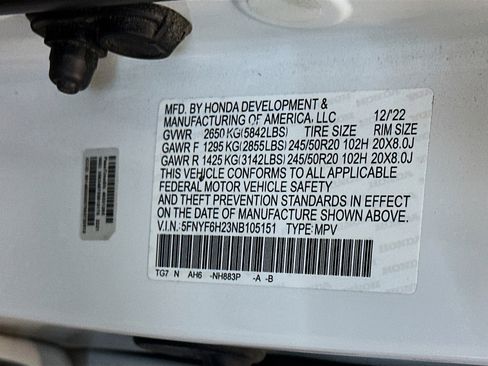 MFD. BY HONDA DEVELOPMENT &
MANUFACTURING OF AMERICA, LLC 12/'22
GVWR 2650 KG(5842LBS) TIRE SIZE RIM SIZE
GAWR F 1295 KG(2855LBS) 245/50R20 102H 20X8.0J
GAWR R 1425 KG(3142LBS) 245/50R20 102H 20X8.0J
THIS VEHICLE CONFORMS TO ALL APPLICABLE
FEDERAL MOTOR VEHICLE SAFETY
AND THEFT PREVENTION STANDARDS IN EFFECT
ON THE DATE OF MANUFACTURE SHOWN ABOVE.
V.I.N.:5FNYF6H23NB105151 TYPE:MPV
TG7 N AH6 -NH883P -A -B